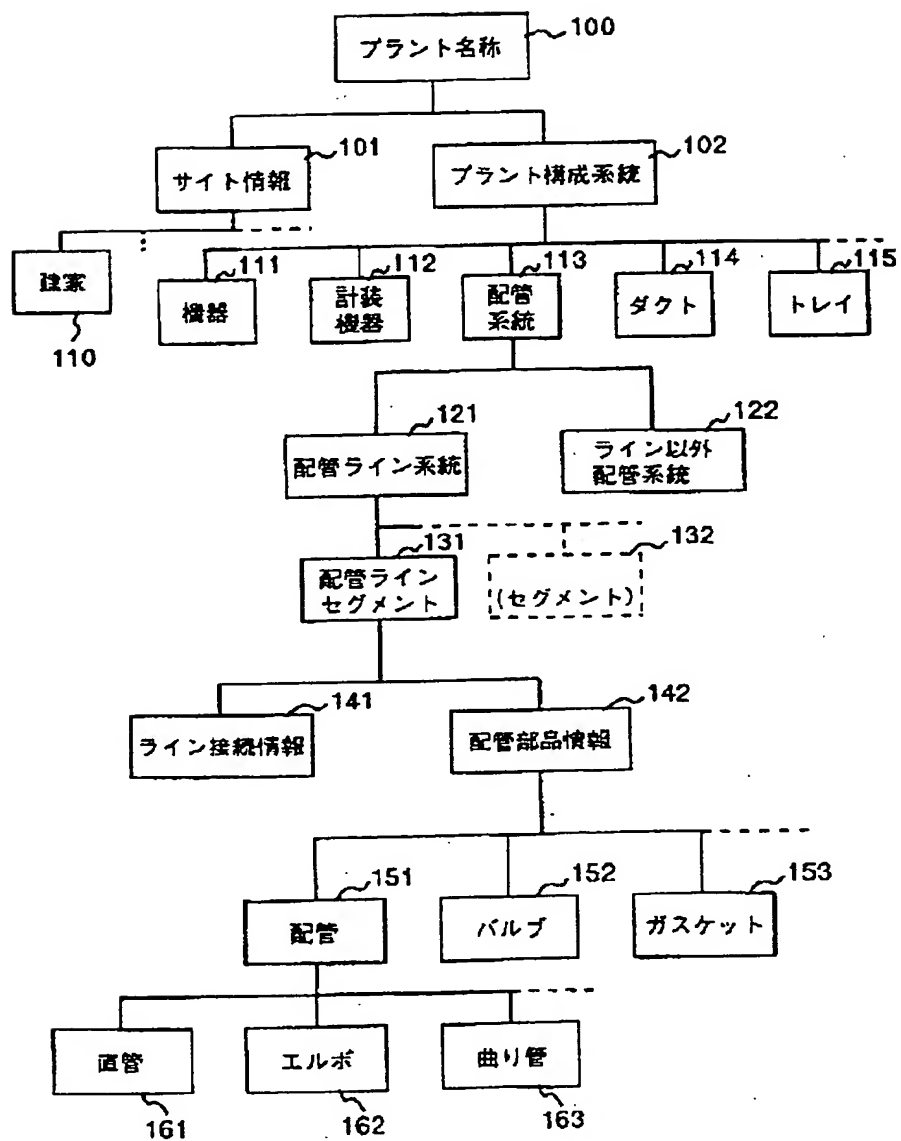 プラント名称
100
サイト情報
101
プラント構成系統
102
建家
110
機器
111
計装
機器
112
配管
系統
113
ダクト
114
トレイ
115
配管ライン系統
121
ライン以外
配管系統
122
配管ライン
セグメント
131
(セグメント)
132
ライン接続情報
141
配管部品情報
142
配管
151
バルブ
152
ガスケット
153
直管
161
エルボ
162
曲り管
163